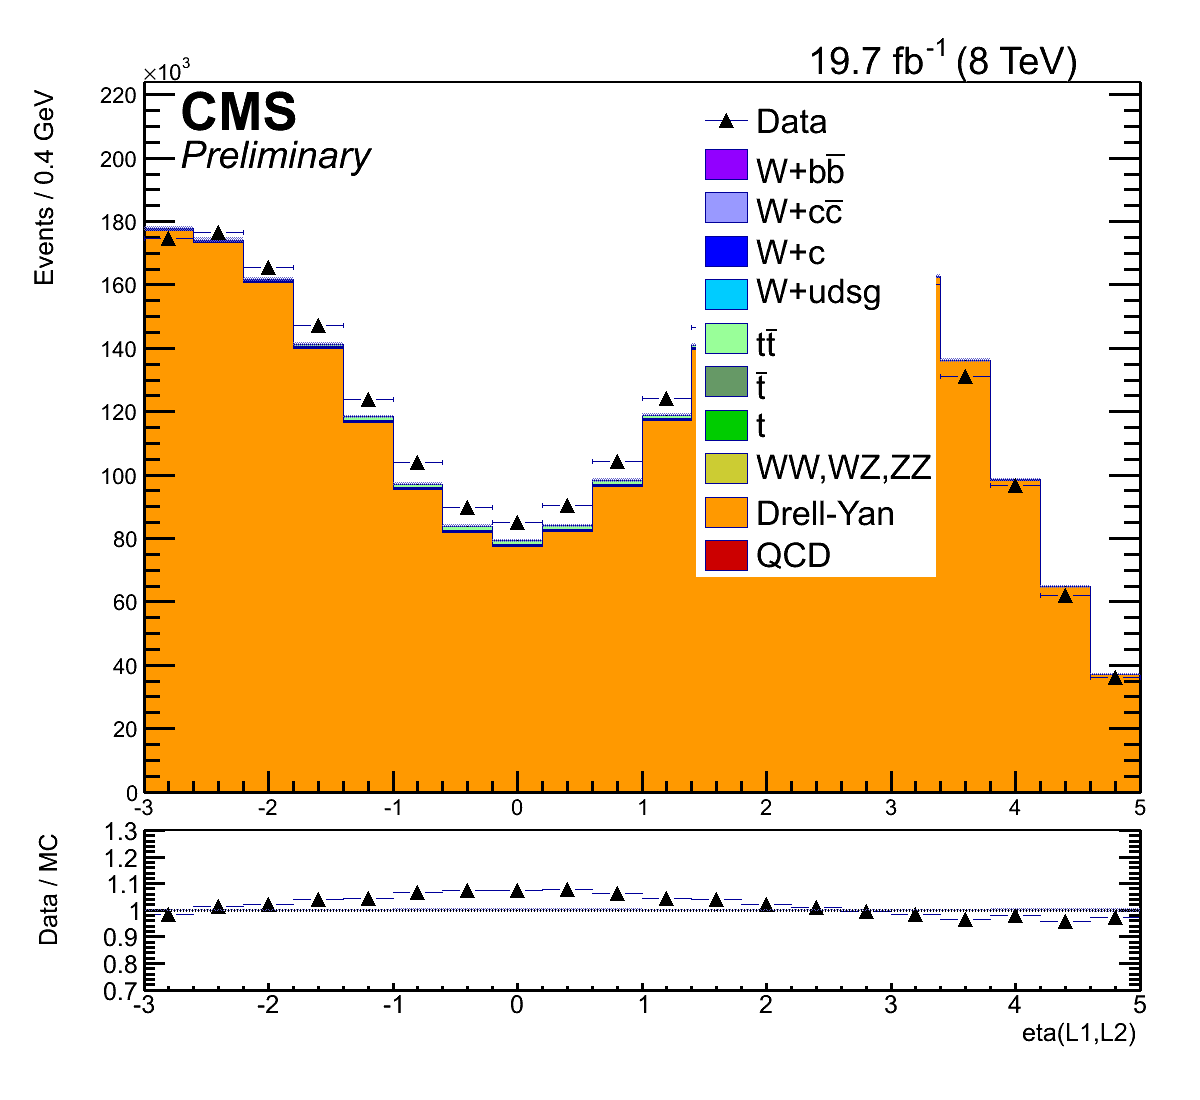 19.7 fb⁻¹ (8 TeV)
×10³
CMS
Preliminary
Events / 0.4 GeV
220
200
180
160
140
120
100
80
60
40
20
0
Data
W+bb̅
W+cc̅
W+c
W+udsg
tt̅
t̅
t
WW,WZ,ZZ
Drell-Yan
QCD
-3 -2 -1 0 1 2 3 4 5
Data / MC
1.3
1.2
1.1
1
0.9
0.8
0.7
-3 -2 -1 0 1 2 3 4 5
eta(L1,L2)